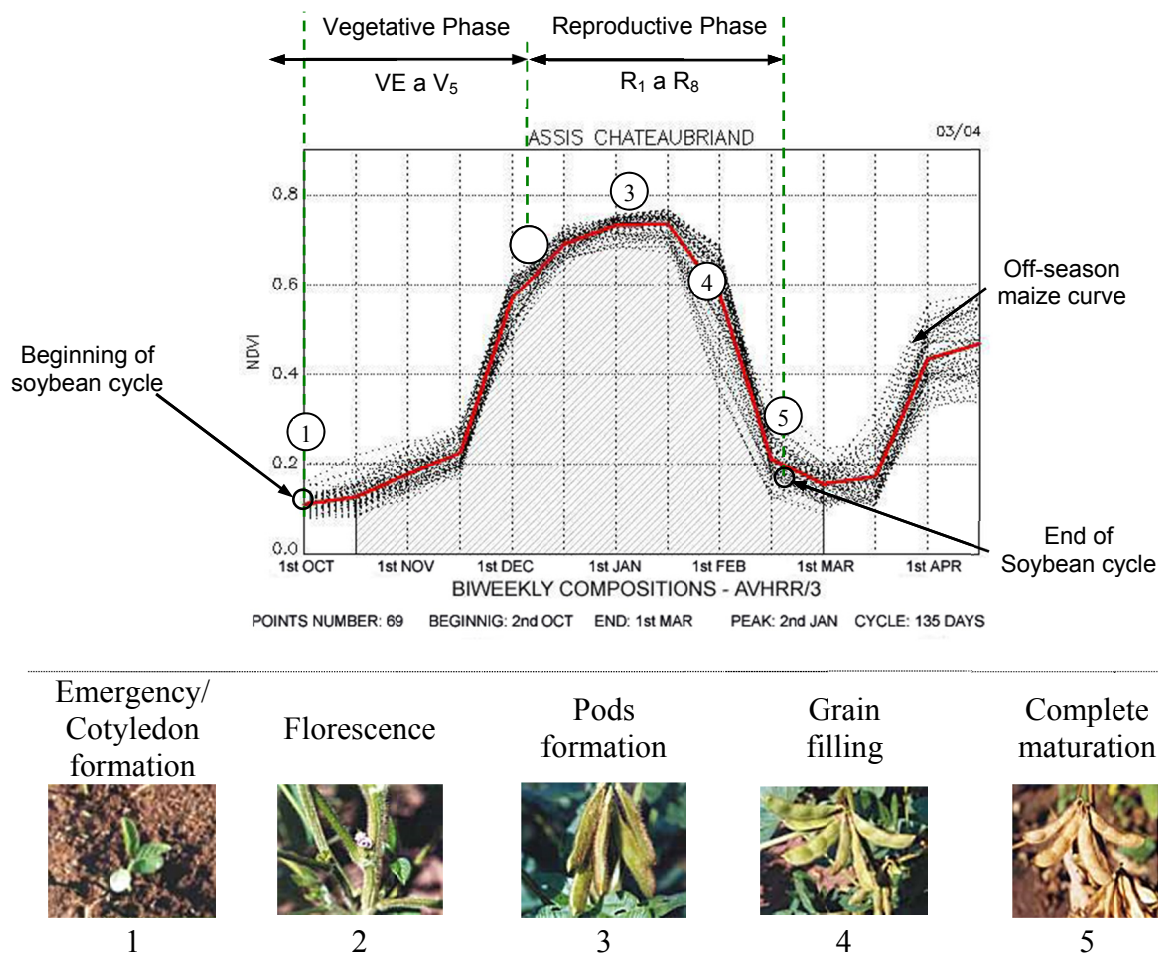 Vegetative Phase
Reproductive Phase
VE a V5
R1 a R8
ASSIS CHATEAUBRIAND
03/04
0.8
0.6
0.4
0.2
0.0
NDVI
3
4
1
5
Off-season
maize curve
Beginning of
soybean cycle
End of
Soybean cycle
1st OCT
1st NOV
1st DEC
1st JAN
1st FEB
1st MAR
1st APR
BIWEEKLY COMPOSITIONS - AVHRR/3
POINTS NUMBER: 69 BEGINNIG: 2nd OCT END: 1st MAR PEAK: 2nd JAN CYCLE: 135 DAYS
Emergency/
Cotyledon
formation
1
Florescence
2
Pods
formation
3
Grain
filling
4
Complete
maturation
5